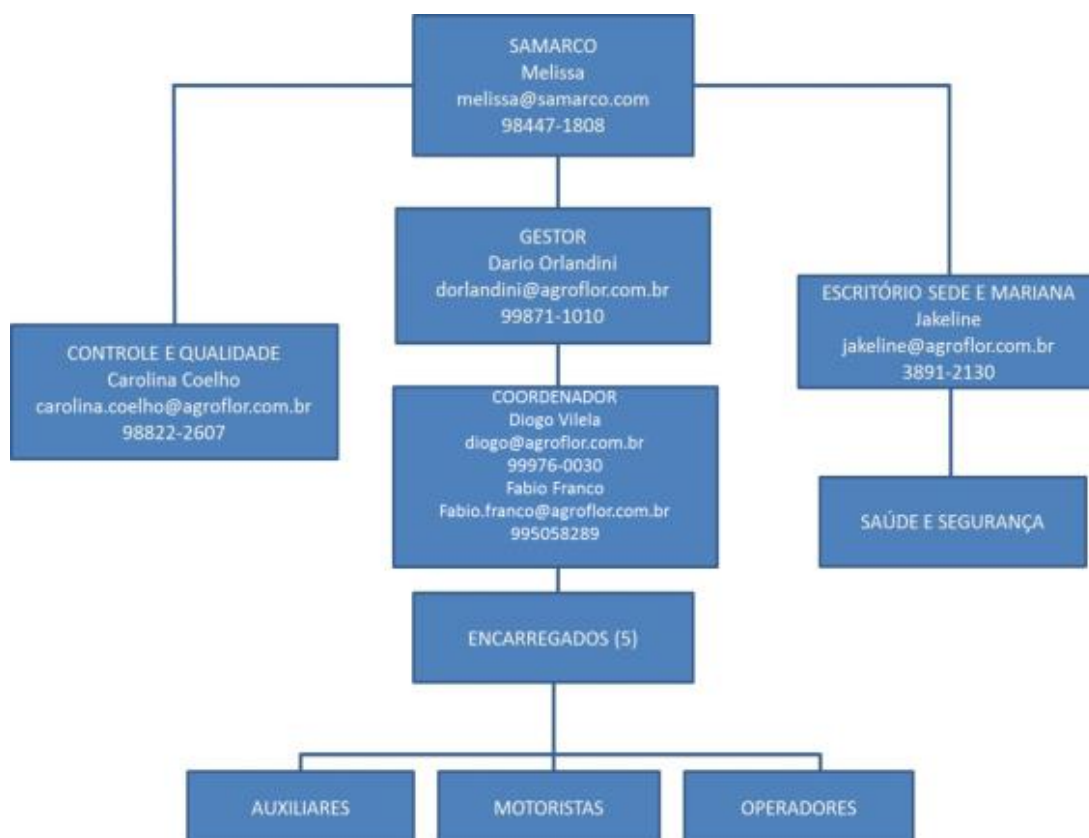 SAMARCO
Melissa
melissa@samarco.com
98447-1808
GESTOR
Dario Orlandini
dorlandini@agroflor.com.br
99871-1010
ESCRITÓRIO SEDE E MARIANA
Jakeline
jakeline@agroflor.com.br
3891-2130
CONTROLE E QUALIDADE
Carolina Coelho
carolina.coelho@agroflor.com.br
98822-2607
COORDENADOR
Diogo Vilela
diogo@agroflor.com.br
99976-0030
Fabio Franco
Fabio.franco@agroflor.com.br
995058289
SAÚDE E SEGURANÇA
ENCARREGADOS (5)
AUXILIARES
MOTORISTAS
OPERADORES